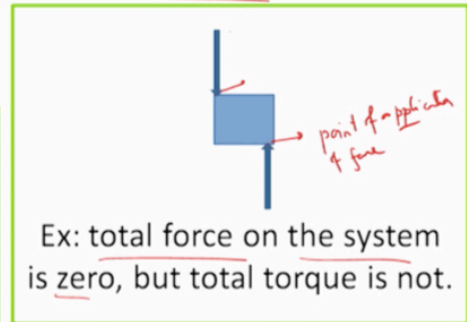 point of application
of force
Ex: total force on the system
is zero, but total torque is not.